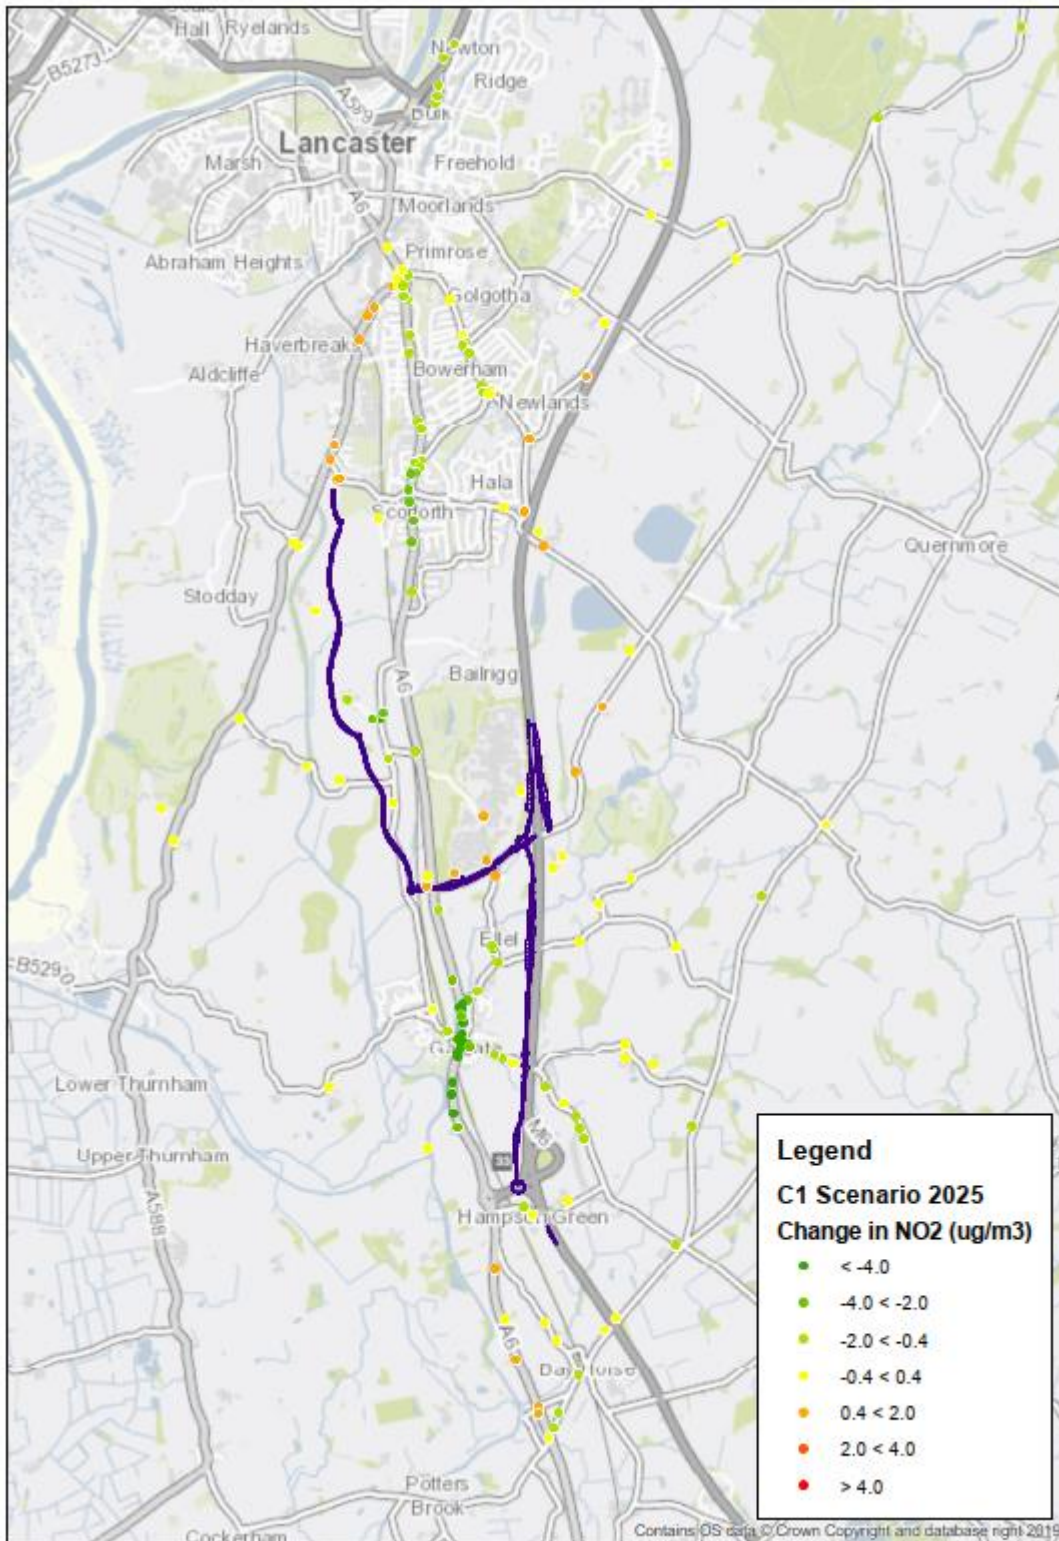 Hall
Ryelands
Newton
B5273
Ridge
A589
Lancaster
Marsh
Freehold
A6
Moorlands
Primrose
Abraham Heights
Golgotha
Haverbreaks
Aldcliffe
Bowerham
Newlands
Hala
Scotforth
Quernmore
Stodday
A6
Bailrigg
Ellel
B5290
Lower Thurnham
M6
Upper Thurnham
33
A588
Hampson Green
A6
Potters
Brook
Cockerham
Legend
C1 Scenario 2025
Change in NO2 (ug/m3)
< -4.0
-4.0 < -2.0
-2.0 < -0.4
-0.4 < 0.4
0.4 < 2.0
2.0 < 4.0
> 4.0
Contains OS data © Crown Copyright and database right 2019